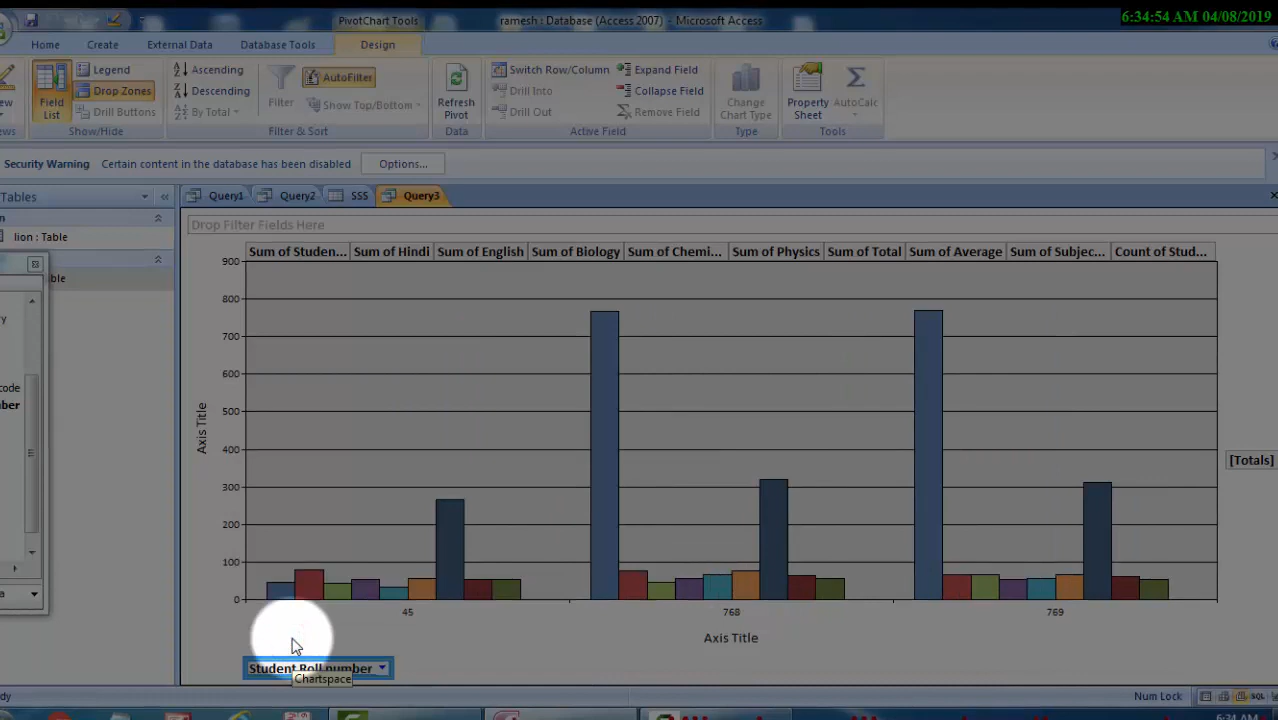 PivotChart Tools
ramesh : Database (Access 2007) - Microsoft Access
6:34:54 AM 04/08/2019
Home Create External Data Database Tools Design
Legend Ascending AutoFilter Switch Row/Column Expand Field
Drop Zones Descending Drill Into Collapse Field
Drill Buttons By Total Show Top/Bottom Drill Out Remove Field
Field List Filter Refresh Pivot Change Chart Type Property Sheet AutoCalc
Show/Hide Filter & Sort Data Active Field Type Tools
Security Warning Certain content in the database has been disabled Options...
Tables Query1 Query2 SSS Query3
Drop Filter Fields Here
lion : Table
Sum of Studen... Sum of Hindi Sum of English Sum of Biology Sum of Chemi... Sum of Physics Sum of Total Sum of Average Sum of Subjec... Count of Stud...
900
800
700
600
500
400
300
200
100
0
Axis Title
code
[Totals]
45 768 769
Axis Title
Student Roll number
Chartspace
Num Lock
SQL
6:34 AM